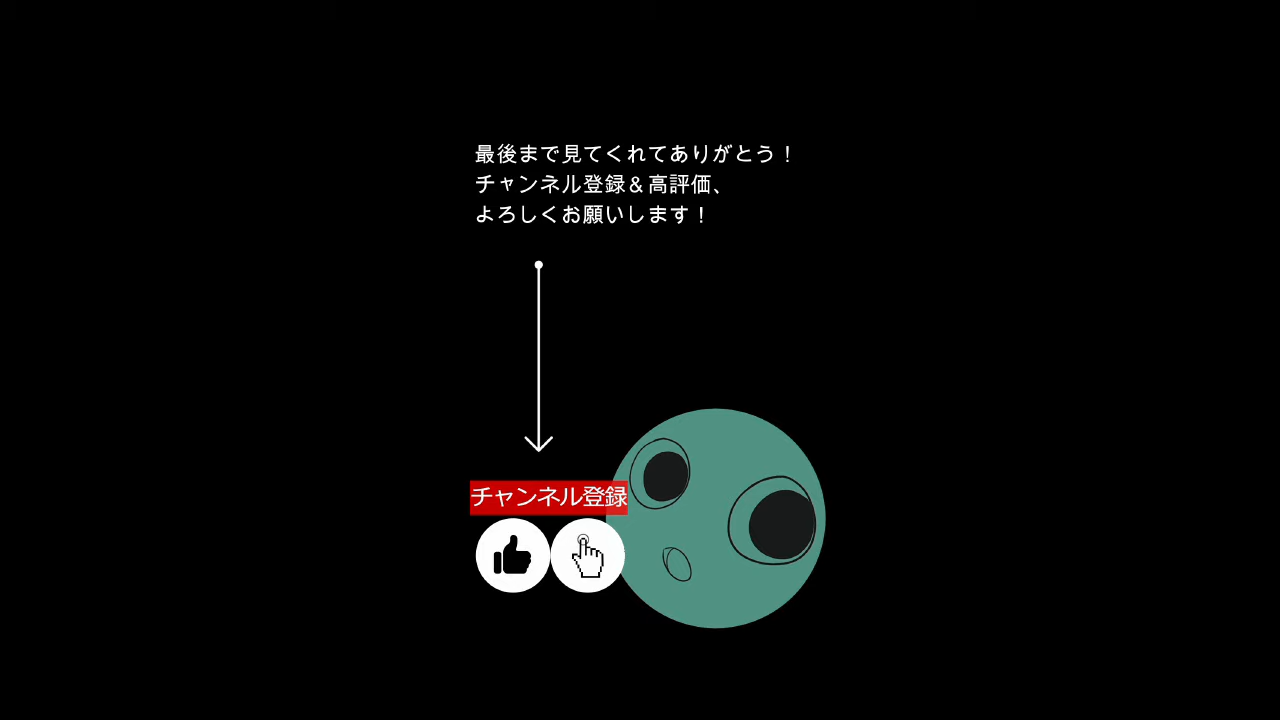 最後まで見てくれてありがとう！
チャンネル登録＆高評価、
よろしくお願いします！
チャンネル登録